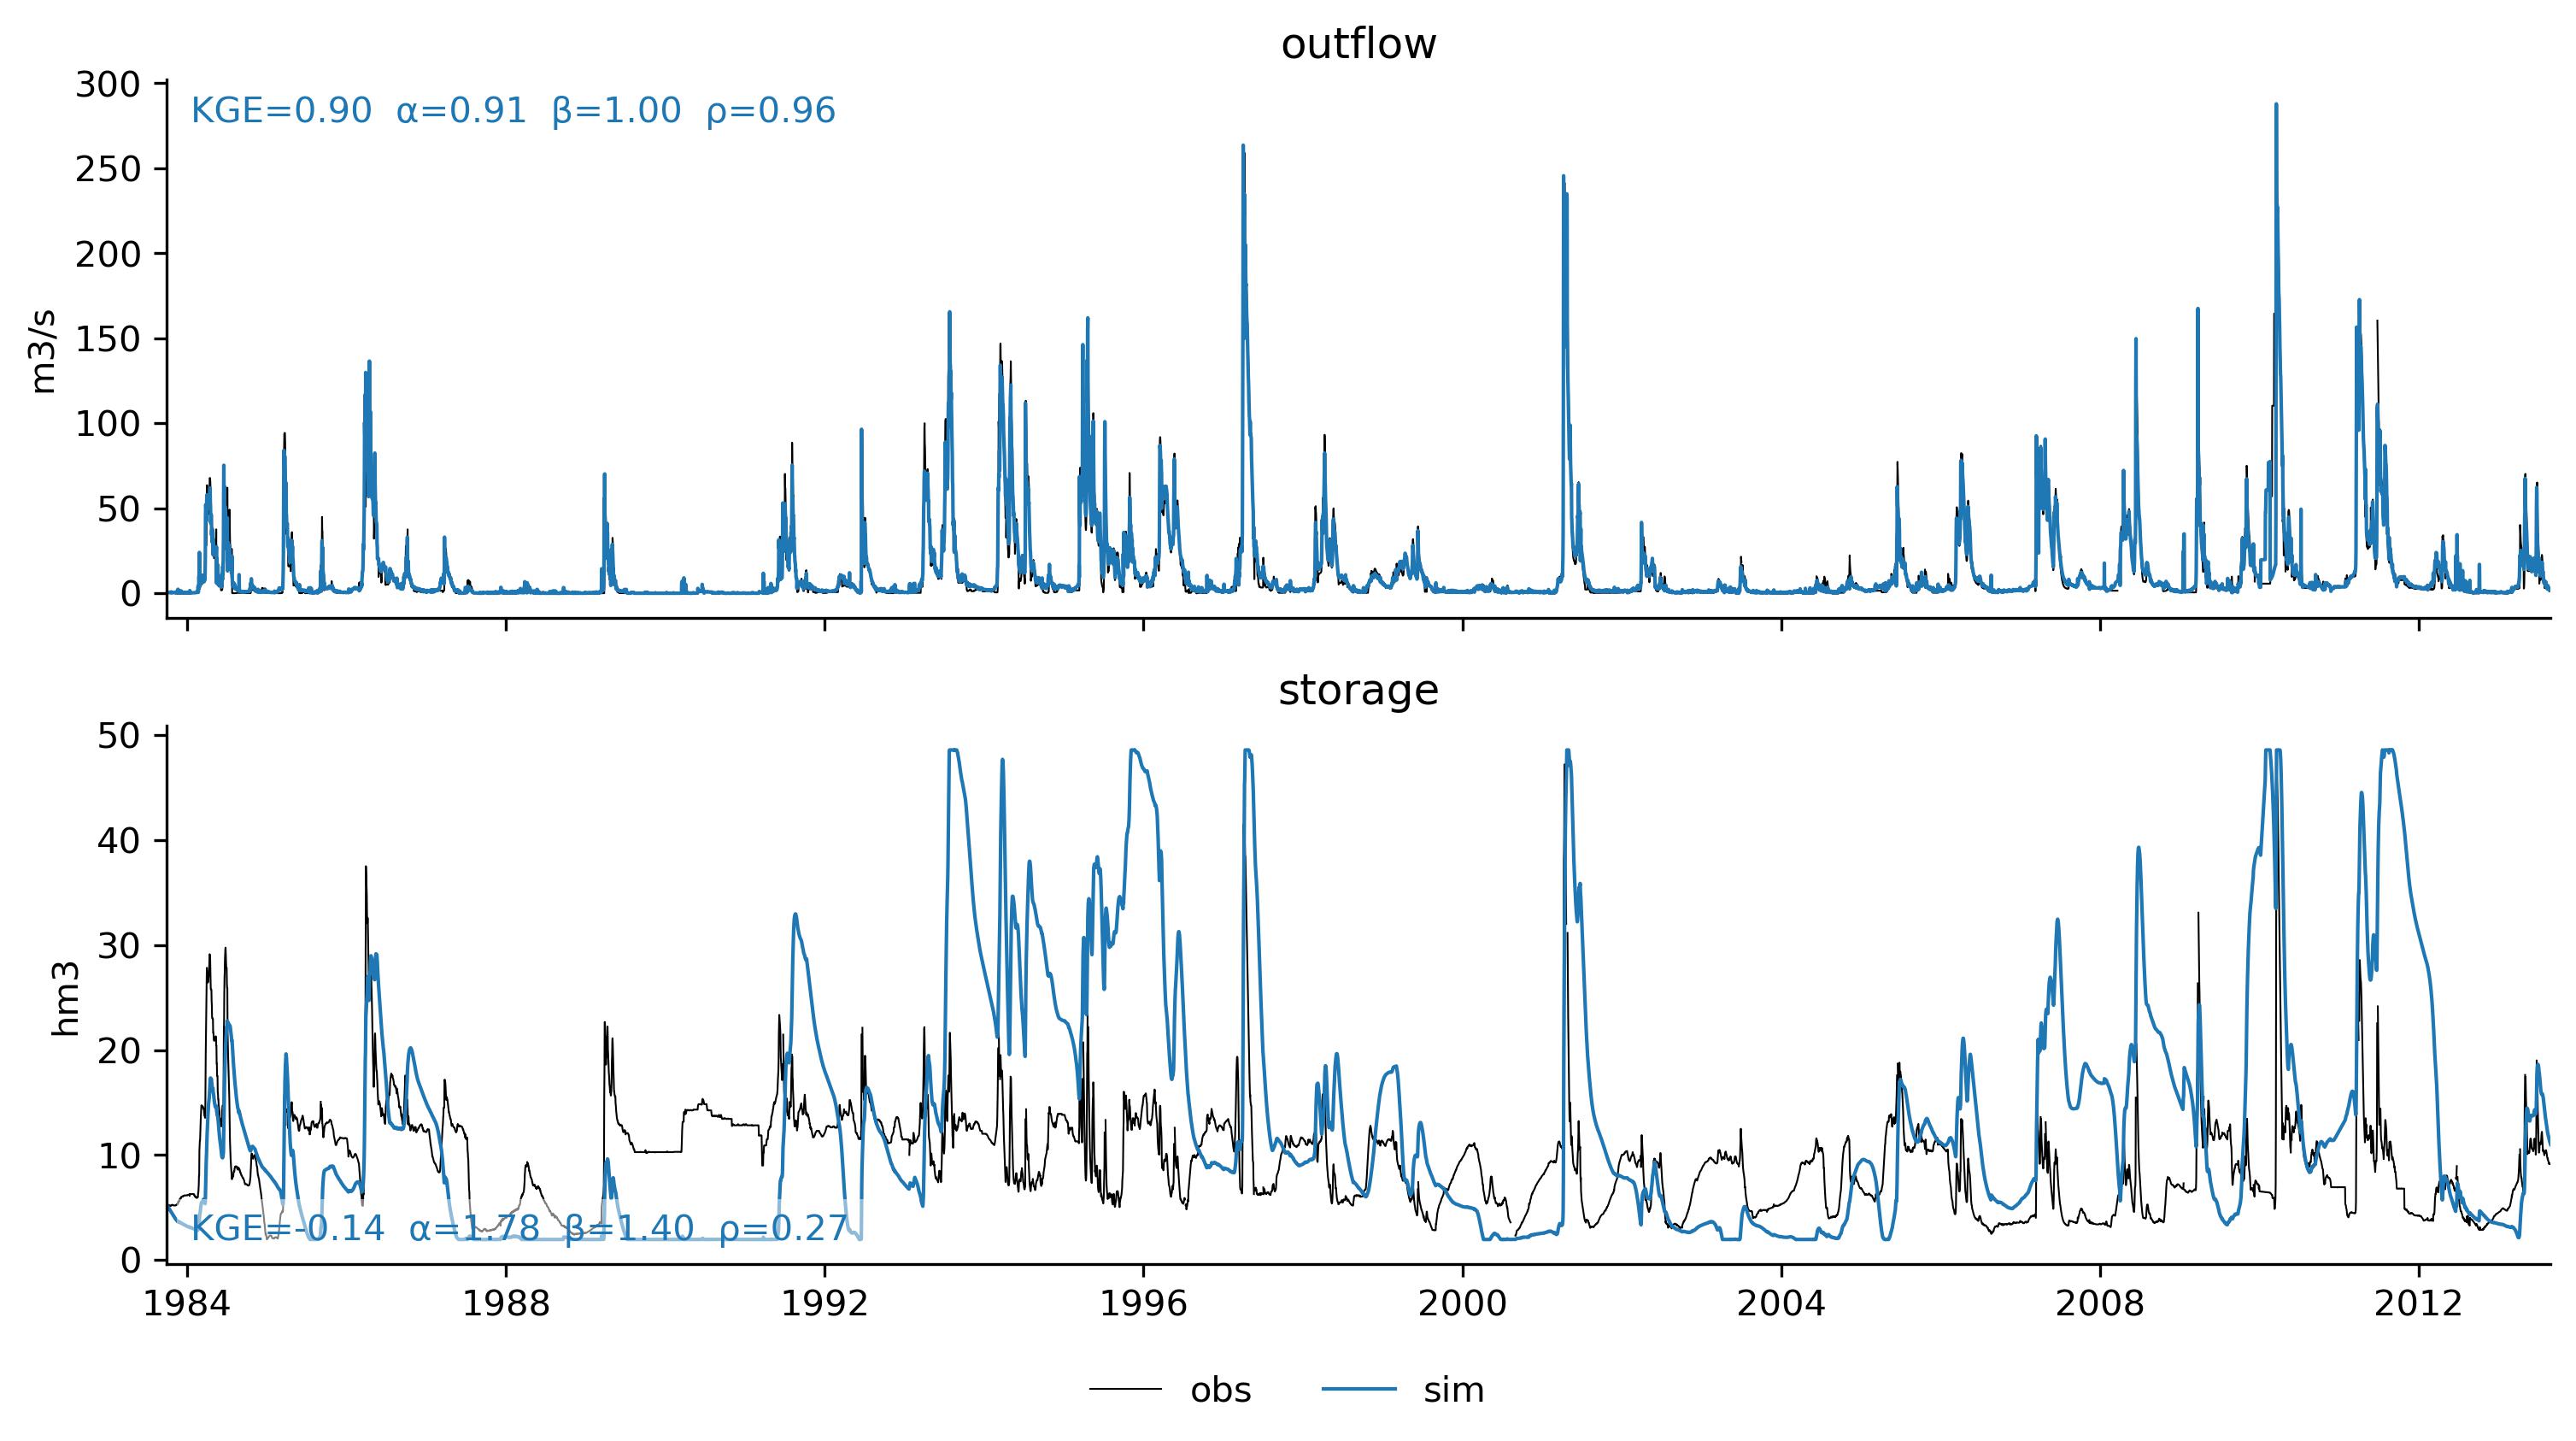 outflow
300
KGE=0.90 α=0.91 β=1.00 ρ=0.96
250
200
150
100
50
0
m3/s
storage
50
40
30
20
10
0
hm3
KGE=-0.14 α=1.78 β=1.40 ρ=0.27
1984 1988 1992 1996 2000 2004 2008 2012
obs sim